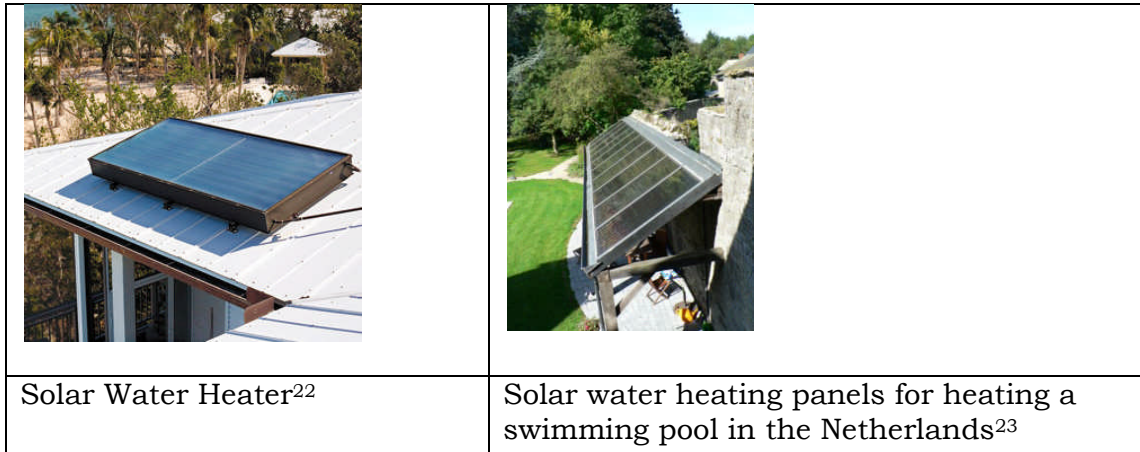 Solar Water Heater22
Solar water heating panels for heating a
swimming pool in the Netherlands23